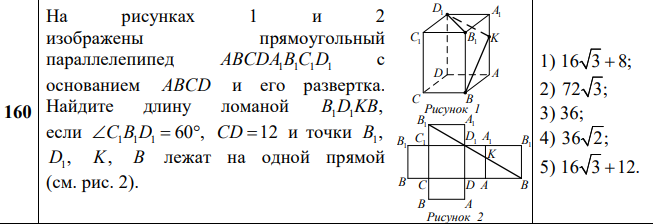 160
На рисунках 1 и 2
изображены прямоугольный
параллелепипед ABCDA₁B₁C₁D₁ с
основанием ABCD и его развертка.
Найдите длину ломаной B₁D₁KB,
если ∠C₁B₁D₁ = 60°, CD = 12 и точки B₁,
D₁, K, B лежат на одной прямой
(см. рис. 2).
D₁ A₁
C₁ B₁ K
D A
C B
Рисунок 1
B₁ A₁
B₁ C₁ D₁ A₁ B₁
K
B C D A B
B A
Рисунок 2
1) 16√3 + 8;
2) 72√3;
3) 36;
4) 36√2;
5) 16√3 + 12.